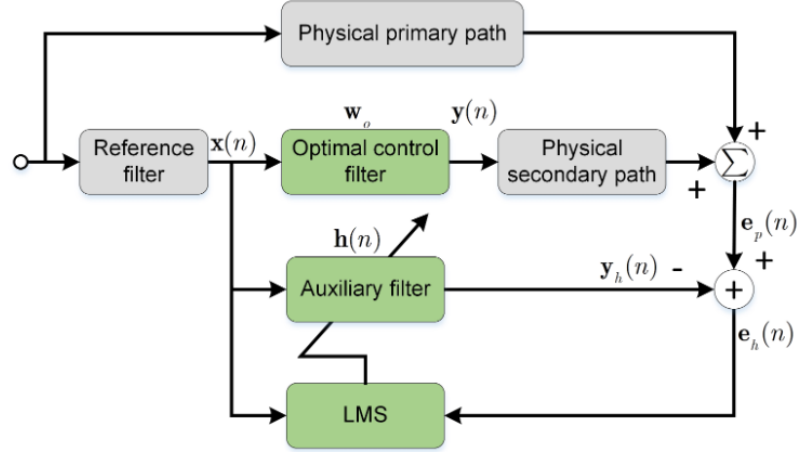 Physical primary path
+
w_o
y(n)
Reference
filter
x(n)
Optimal control
filter
Physical
secondary path
Σ
+
e_p(n)
h(n)
y_h(n) -
+
Auxiliary filter
+
e_h(n)
LMS